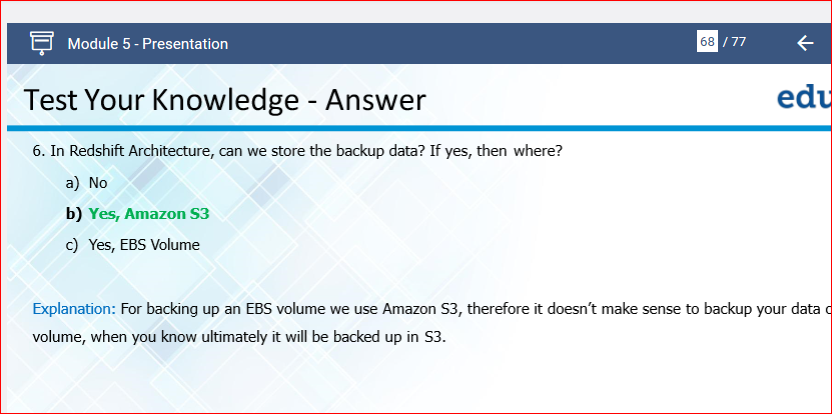 Module 5 - Presentation
68 / 77
Test Your Knowledge - Answer
edu
6. In Redshift Architecture, can we store the backup data? If yes, then where?
a) No
b) Yes, Amazon S3
c) Yes, EBS Volume
Explanation: For backing up an EBS volume we use Amazon S3, therefore it doesn't make sense to backup your data
volume, when you know ultimately it will be backed up in S3.